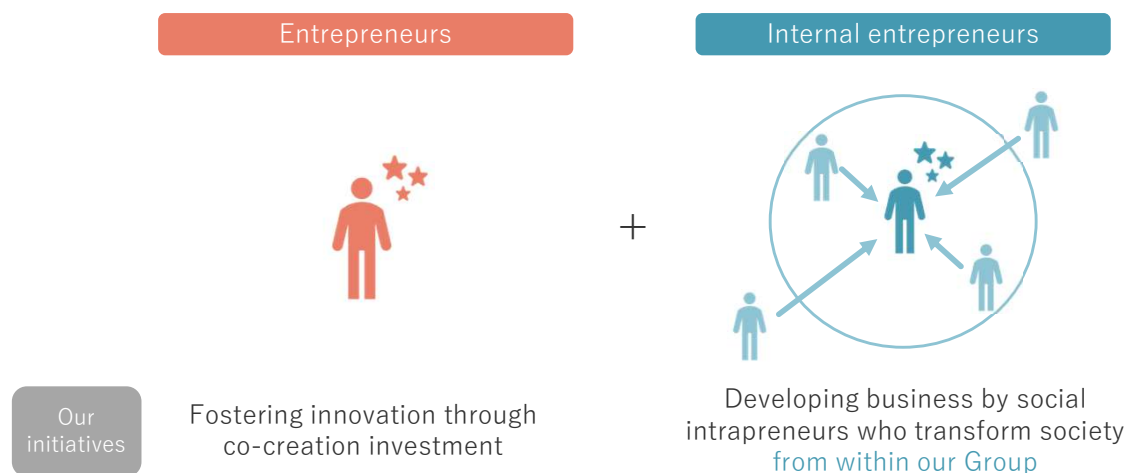 Entrepreneurs
Internal entrepreneurs
+
Our
initiatives
Fostering innovation through
co-creation investment
Developing business by social
intrapreneurs who transform society
from within our Group